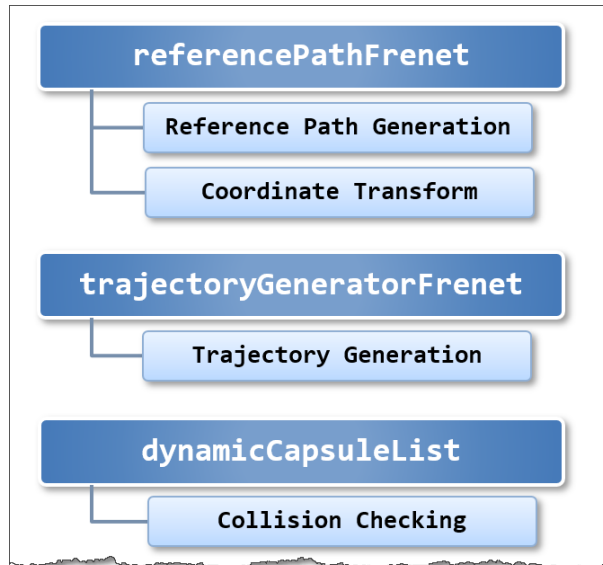 referencePathFrenet
Reference Path Generation
Coordinate Transform
trajectoryGeneratorFrenet
Trajectory Generation
dynamicCapsuleList
Collision Checking